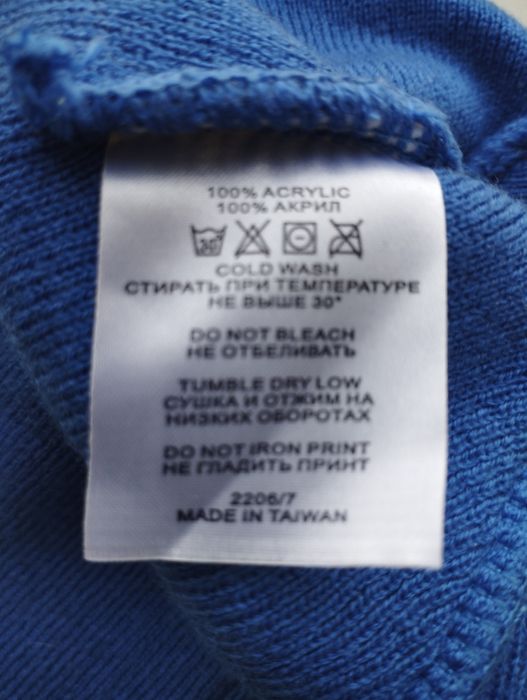 100% ACRYLIC
100% АКРИЛ
30°
COLD WASH
СТИРАТЬ ПРИ ТЕМПЕРАТУРЕ
НЕ ВЫШЕ 30°
DO NOT BLEACH
НЕ ОТБЕЛИВАТЬ
TUMBLE DRY LOW
СУШКА И ОТЖИМ НА
НИЗКИХ ОБОРОТАХ
DO NOT IRON PRINT
НЕ ГЛАДИТЬ ПРИНТ
2206/7
MADE IN TAIWAN